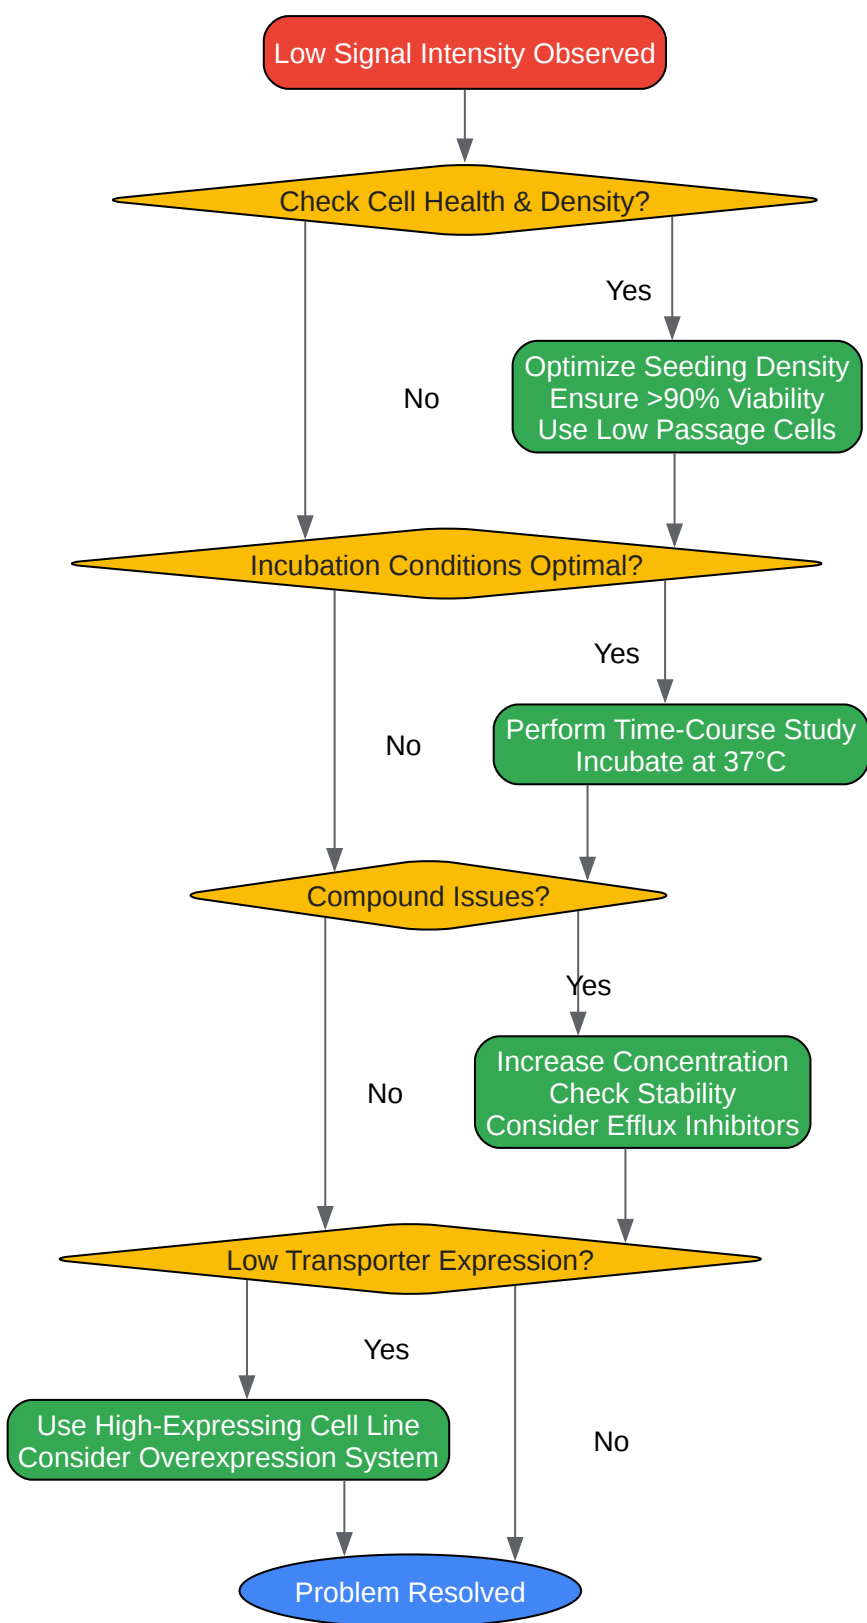 Low Signal Intensity Observed
Check Cell Health & Density?
Yes
Optimize Seeding Density
Ensure >90% Viability
Use Low Passage Cells
No
Incubation Conditions Optimal?
Yes
Perform Time-Course Study
Incubate at 37°C
No
Compound Issues?
Yes
Increase Concentration
Check Stability
Consider Efflux Inhibitors
No
Low Transporter Expression?
Yes
Use High-Expressing Cell Line
Consider Overexpression System
No
Problem Resolved